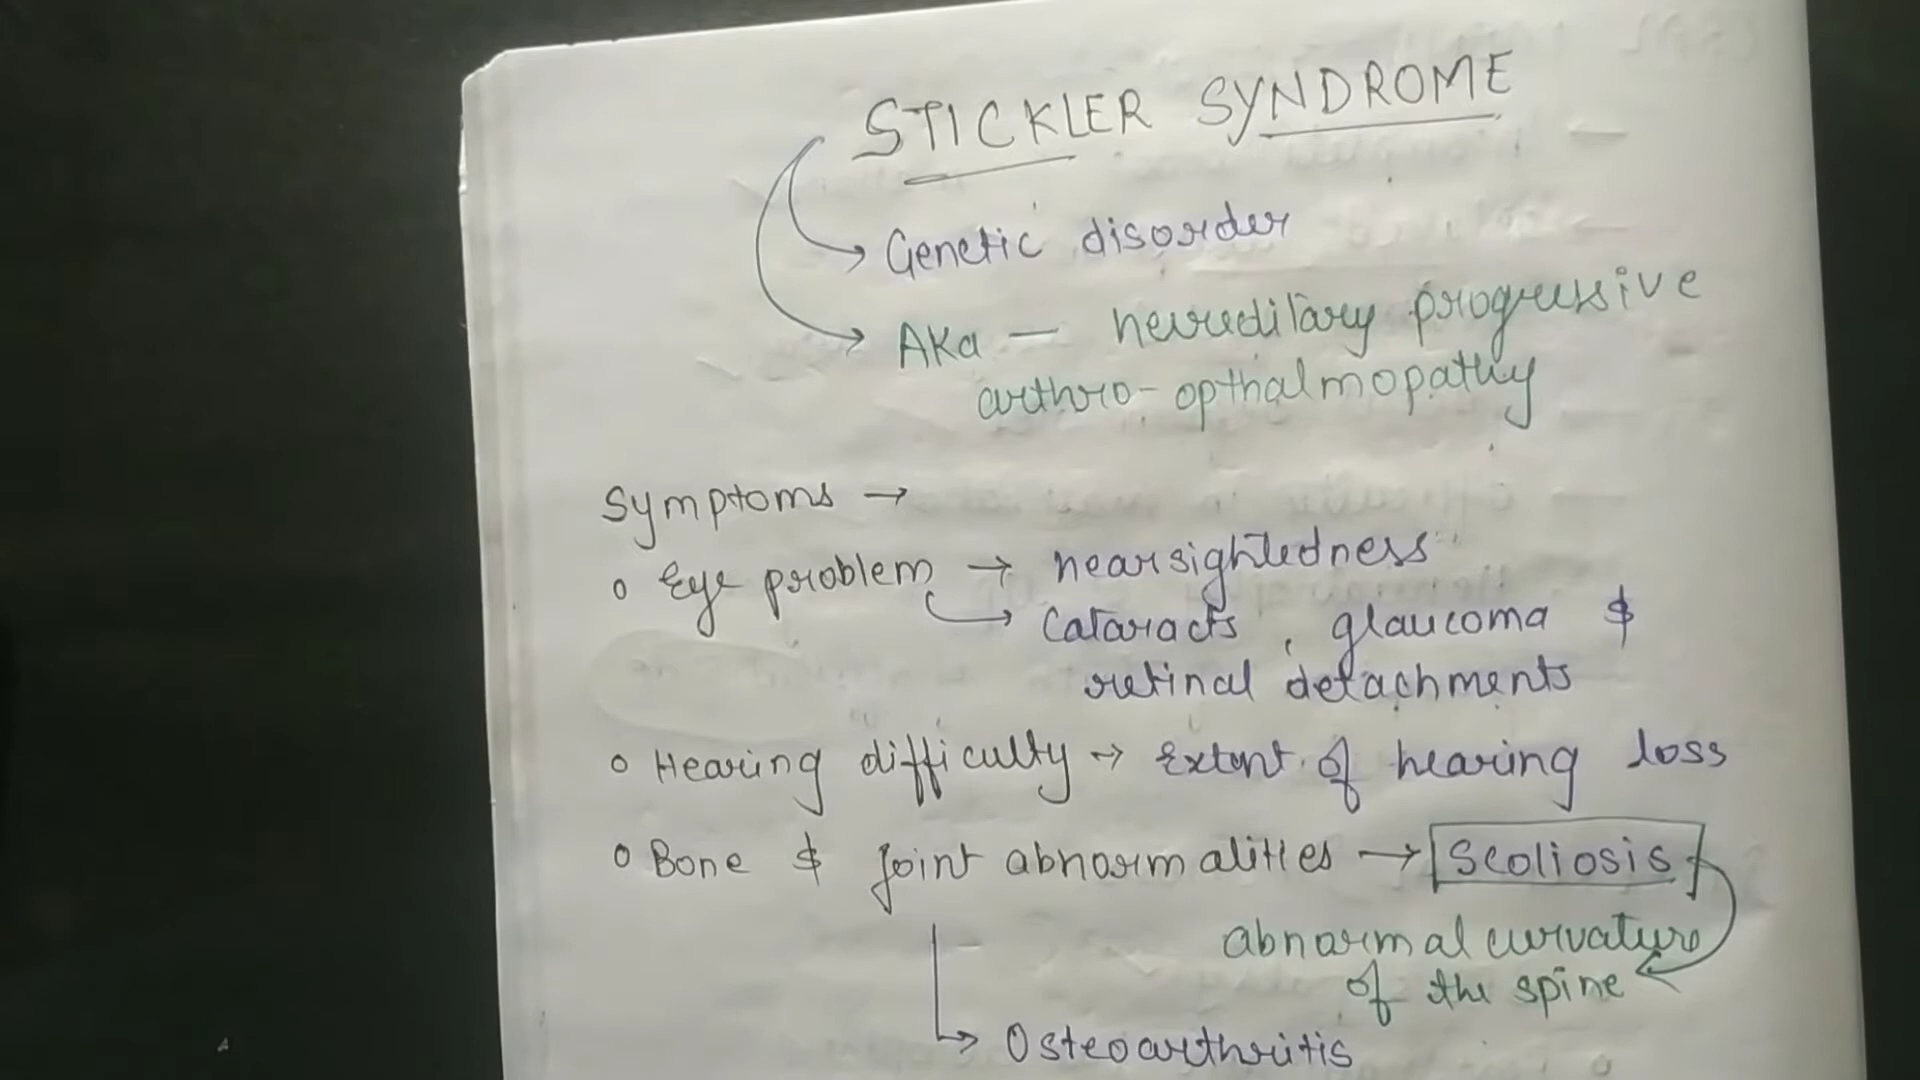 STICKLER SYNDROME
→ Genetic disorder
→ AKa — heredilary progressive
arthro-opthalmopathy
Symptoms →
o Eye problem → nearsightedness
→ Cataracts, glaucoma &
retinal detachments
o Hearing difficulty → Extent of hearing loss
o Bone & Joint abnormalities → Scoliosis
abnormal curvature
of the spine
→ Osteoarthritis